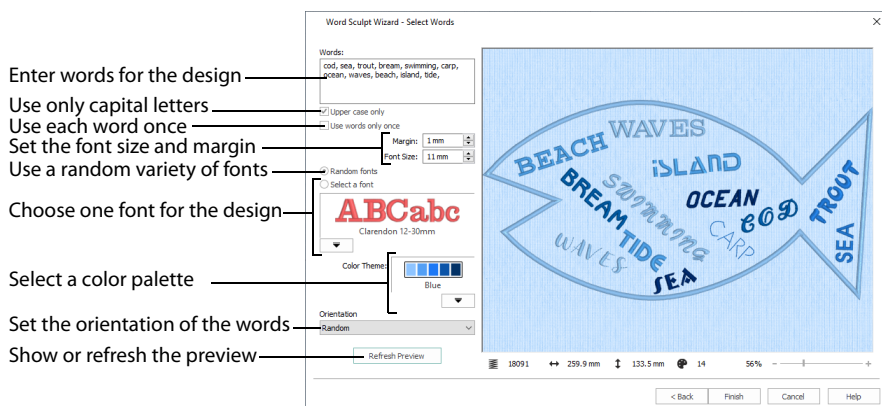 Word Sculpt Wizard - Select Words
Words:
cod, sea, trout, bream, swimming, carp,
ocean, waves, beach, island, tide,
Enter words for the design
Use only capital letters
Upper case only
Use each word once
Use words only once
Set the font size and margin
Margin: 1 mm
Font Size: 11 mm
Use a random variety of fonts
Random fonts
Select a font
Choose one font for the design
ABCabc
Clarendon 12-30mm
Select a color palette
Color Theme:
Blue
Set the orientation of the words
Orientation
Random
Show or refresh the preview
Refresh Preview
WAVES
BEACH
iSLAND
BREAM
SWIMMING
OCEAN
COD
TROUT
CARP
TIDE
WAVES
SEA
SEA
18091 259.9 mm 133.5 mm 14 56% - +
< Back Finish Cancel Help